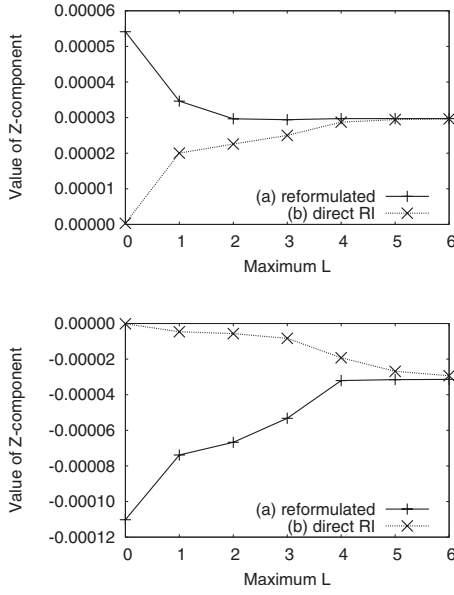 0.00006
0.00005
0.00004
0.00003
0.00002
0.00001
0.00000
Value of Z-component
(a) reformulated
(b) direct RI
0 1 2 3 4 5 6
Maximum L
0.00000
-0.00002
-0.00004
-0.00006
-0.00008
-0.00010
-0.00012
Value of Z-component
(a) reformulated
(b) direct RI
0 1 2 3 4 5 6
Maximum L